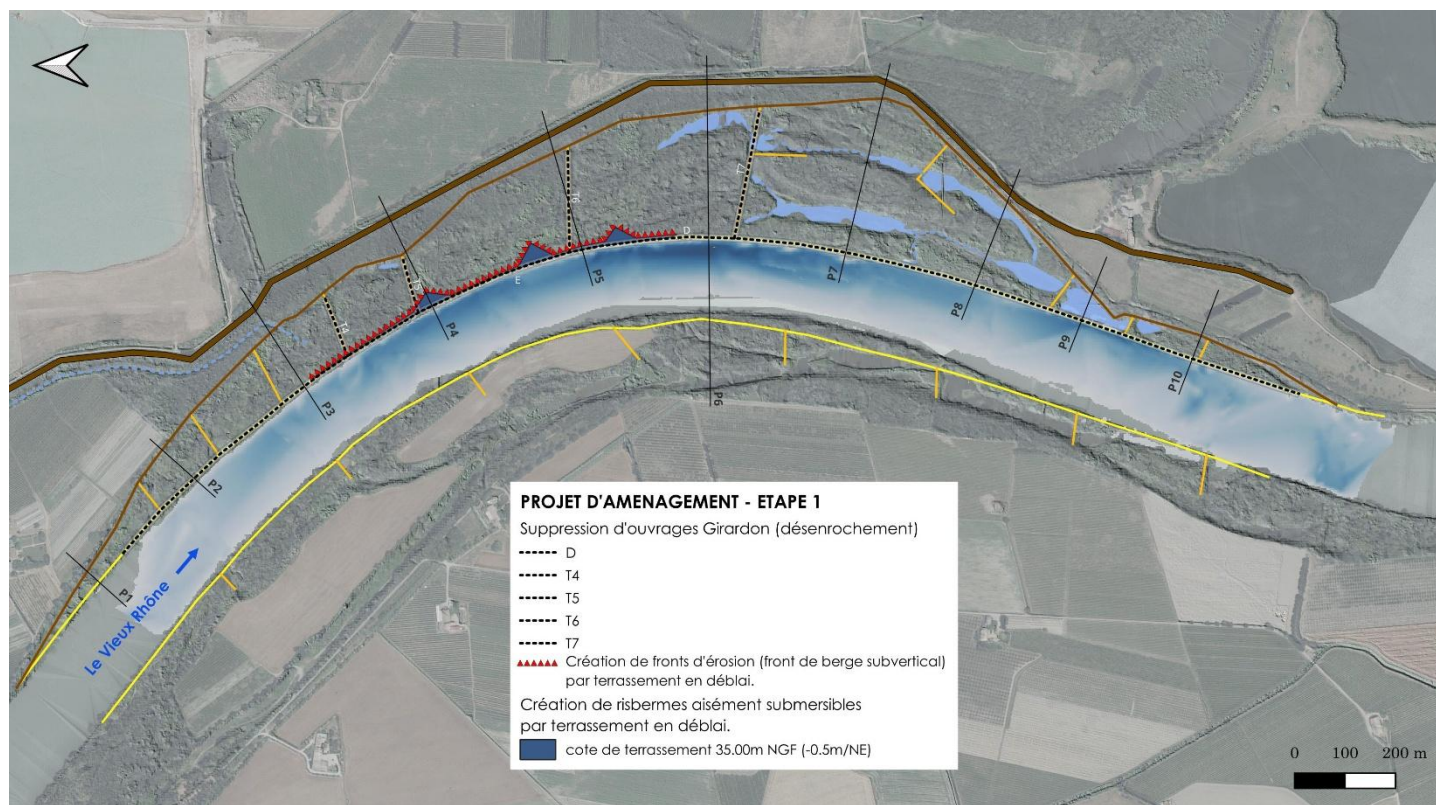 T7
D
T6
P7
P5
P8
T5
E
P4
T4
P9
P3
P10
P6
P2
P1
Le Vieux Rhône
PROJET D'AMENAGEMENT - ETAPE 1
Suppression d'ouvrages Girardon (désenrochement)
D
T4
T5
T6
T7
Création de fronts d'érosion (front de berge subvertical)
par terrassement en déblai.
Création de risbermes aisément submersibles
par terrassement en déblai.
cote de terrassement 35.00m NGF (-0.5m/NE)
0 100 200 m